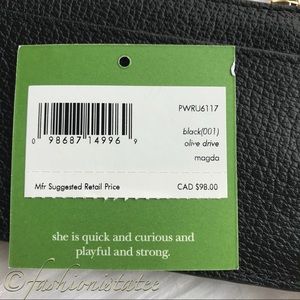 PWRU6117
0 98687 14996 9
black(001)
olive drive
magda
Mfr Suggested Retail Price CAD $98.00
she is quick and curious and
playful and strong.
©fashionistatee